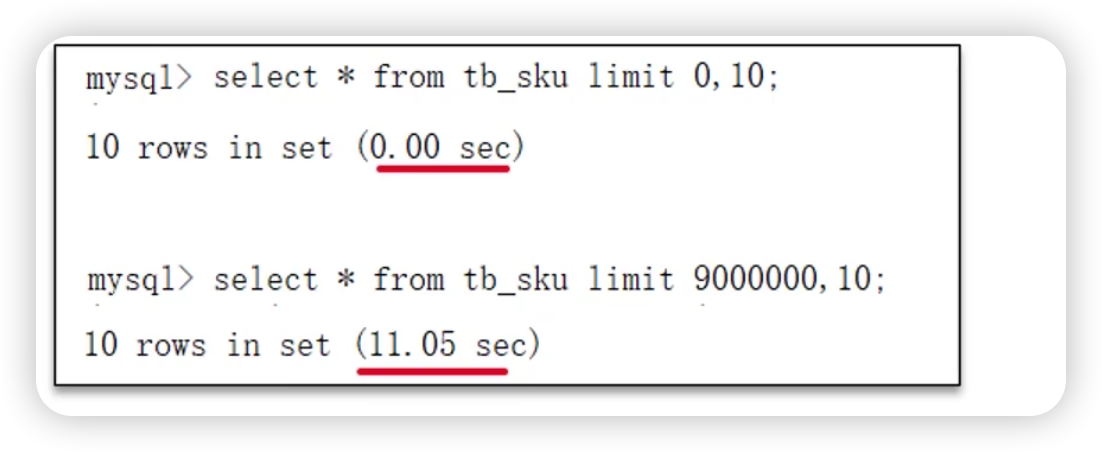 mysql> select * from tb_sku limit 0,10;
10 rows in set (0.00 sec)
mysql> select * from tb_sku limit 9000000,10;
10 rows in set (11.05 sec)